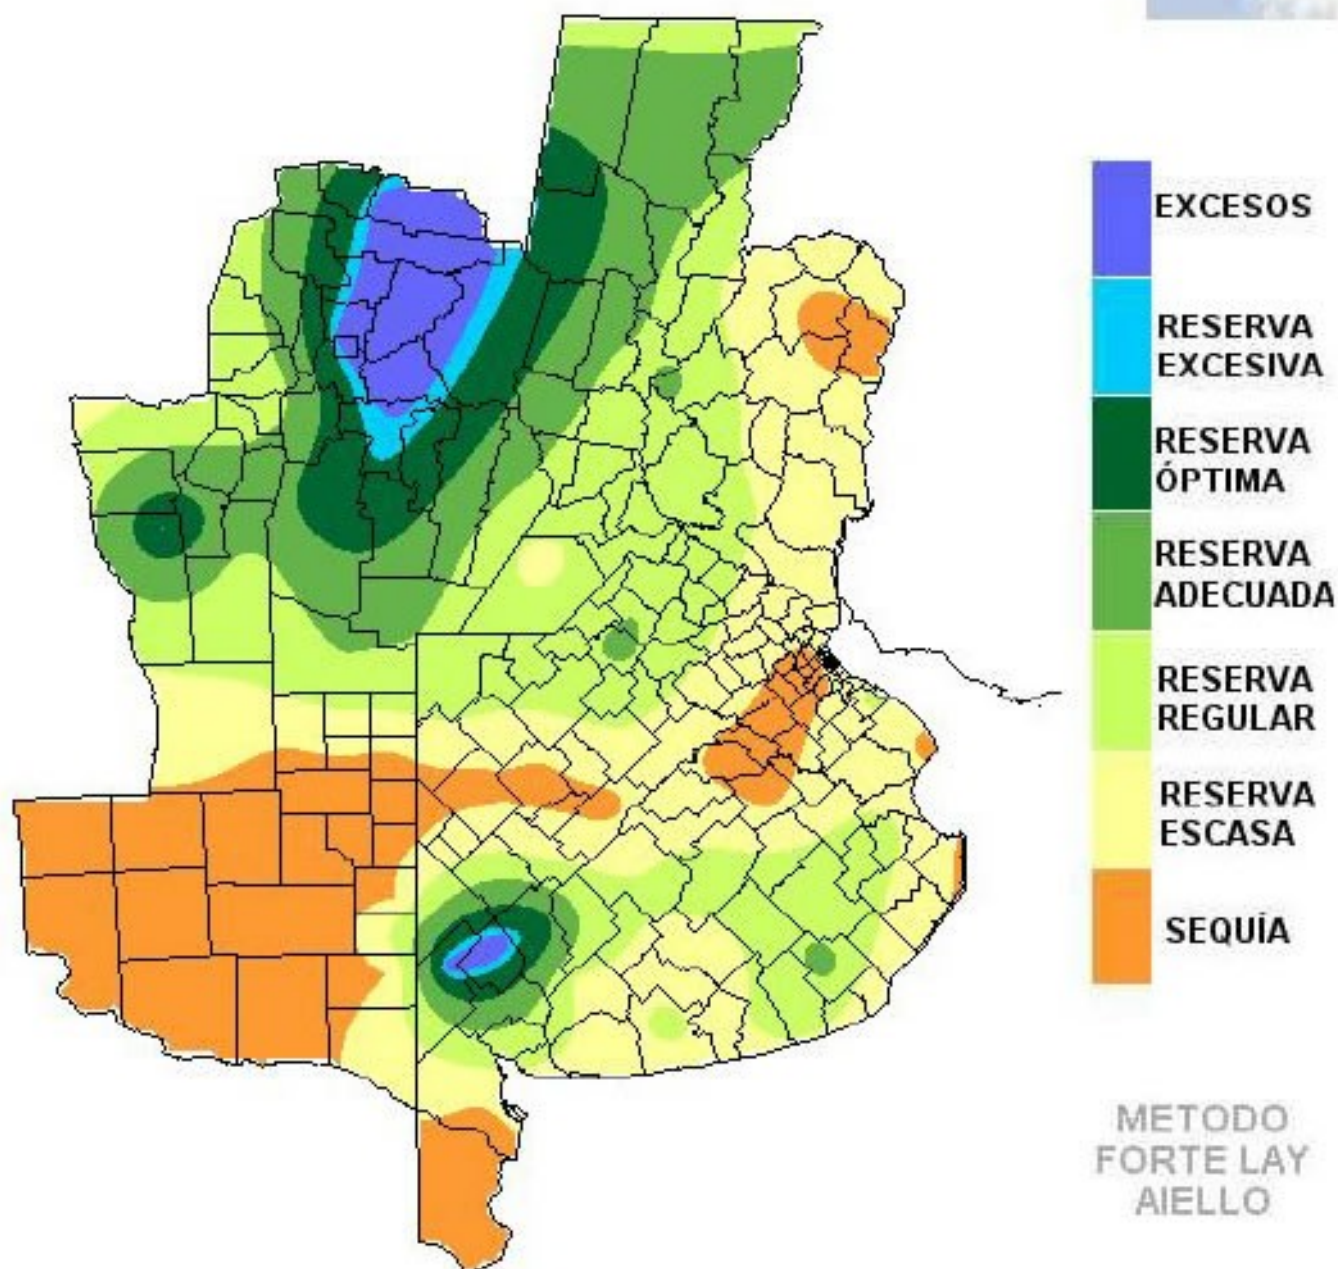 EXCESOS
RESERVA
EXCESIVA
RESERVA
ÓPTIMA
RESERVA
ADECUADA
RESERVA
REGULAR
RESERVA
ESCASA
SEQUÍA
METODO
FORTE LAY
AIELLO